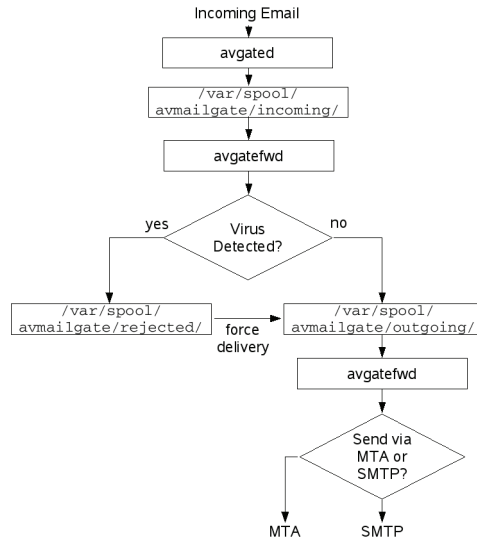 Incoming Email
avgated
/var/spool/
avmailgate/incoming/
avgatefwd
yes
Virus
Detected?
no
/var/spool/
avmailgate/rejected/
force
delivery
/var/spool/
avmailgate/outgoing/
avgatefwd
Send via
MTA or
SMTP?
MTA
SMTP